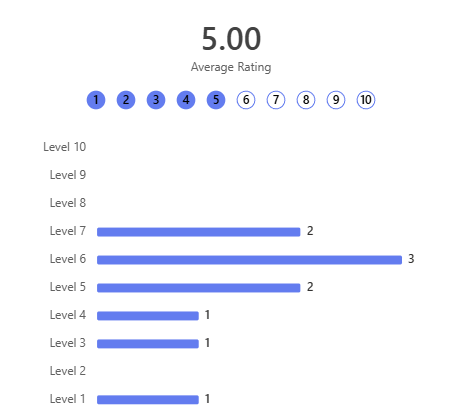 5.00
Average Rating
1 2 3 4 5 6 7 8 9 10
Level 10
Level 9
Level 8
Level 7 2
Level 6 3
Level 5 2
Level 4 1
Level 3 1
Level 2
Level 1 1